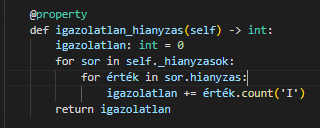 @property
def igazolatlan_hianyzas(self) -> int:
igazolatlan: int = 0
for sor in self._hianyzasok:
for érték in sor.hianyzas:
igazolatlan += érték.count('I')
return igazolatlan